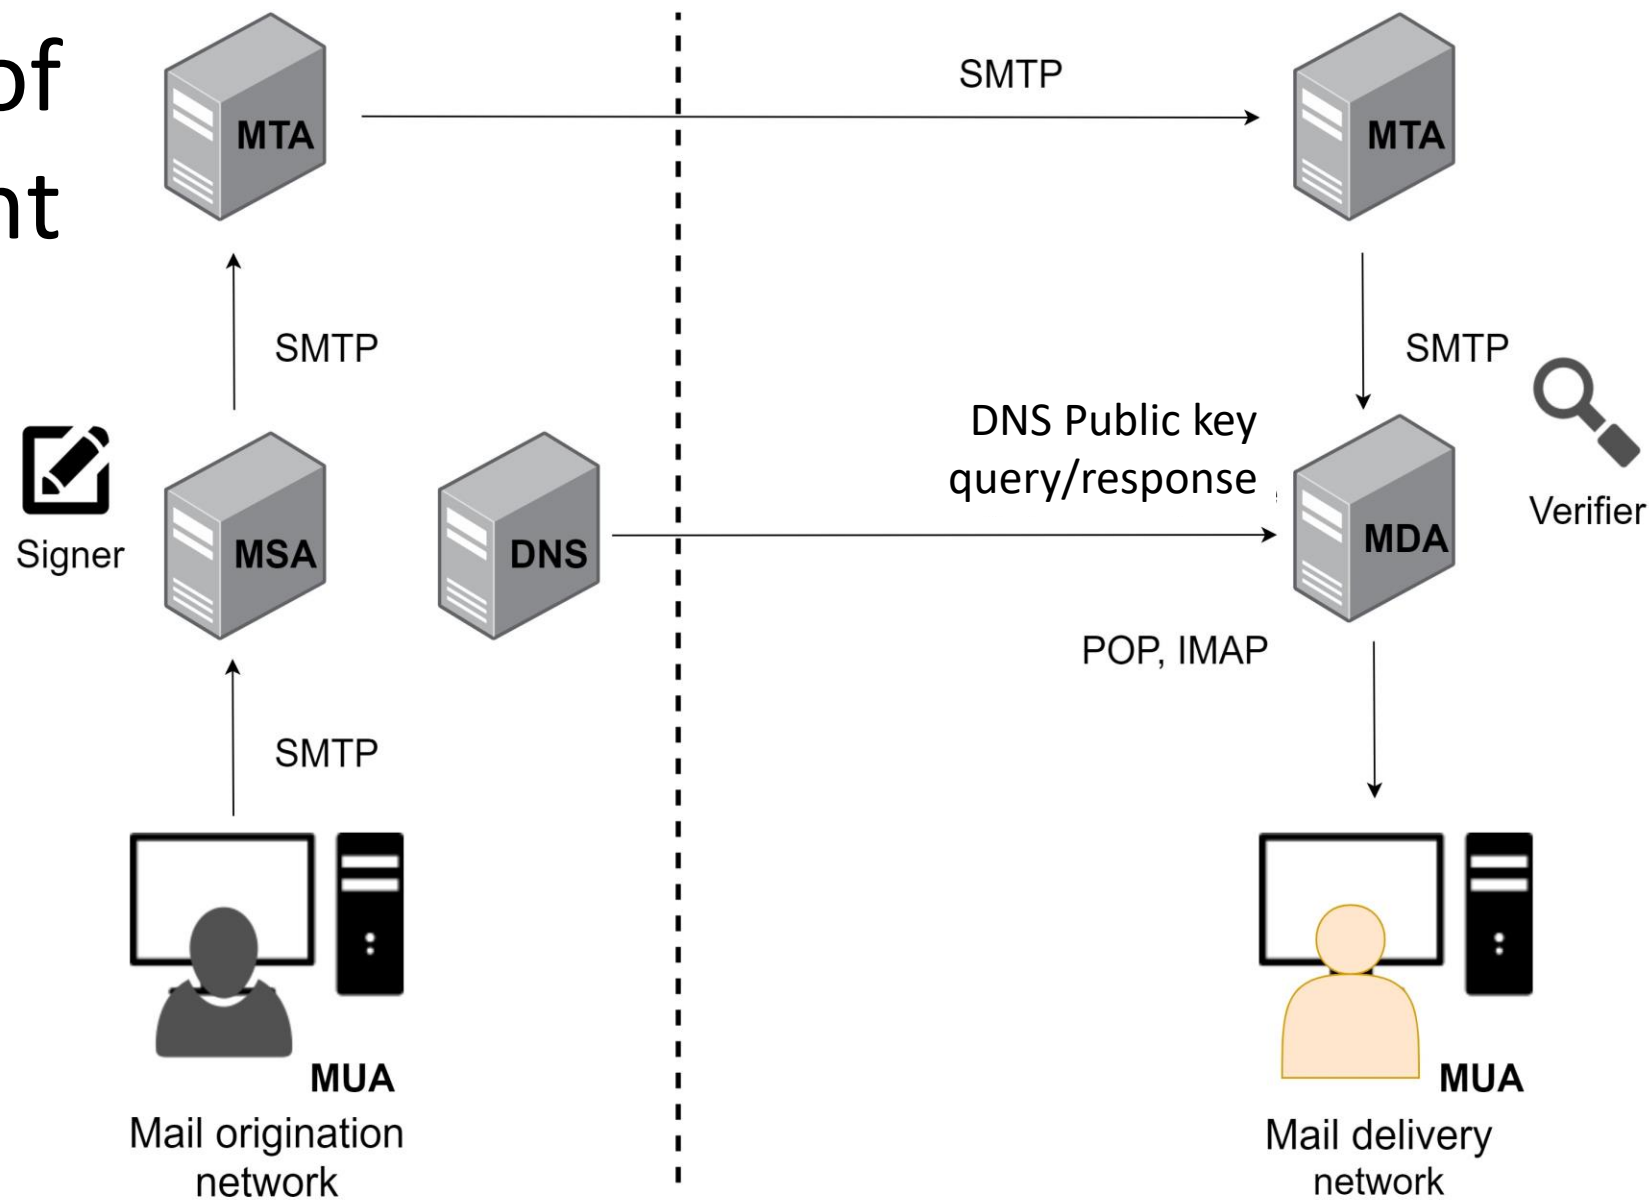 of
nt
MTA
SMTP
MTA
SMTP
SMTP
DNS Public key
query/response
Signer
MSA
DNS
MDA
Verifier
POP, IMAP
SMTP
MUA
Mail origination
network
MUA
Mail delivery
network